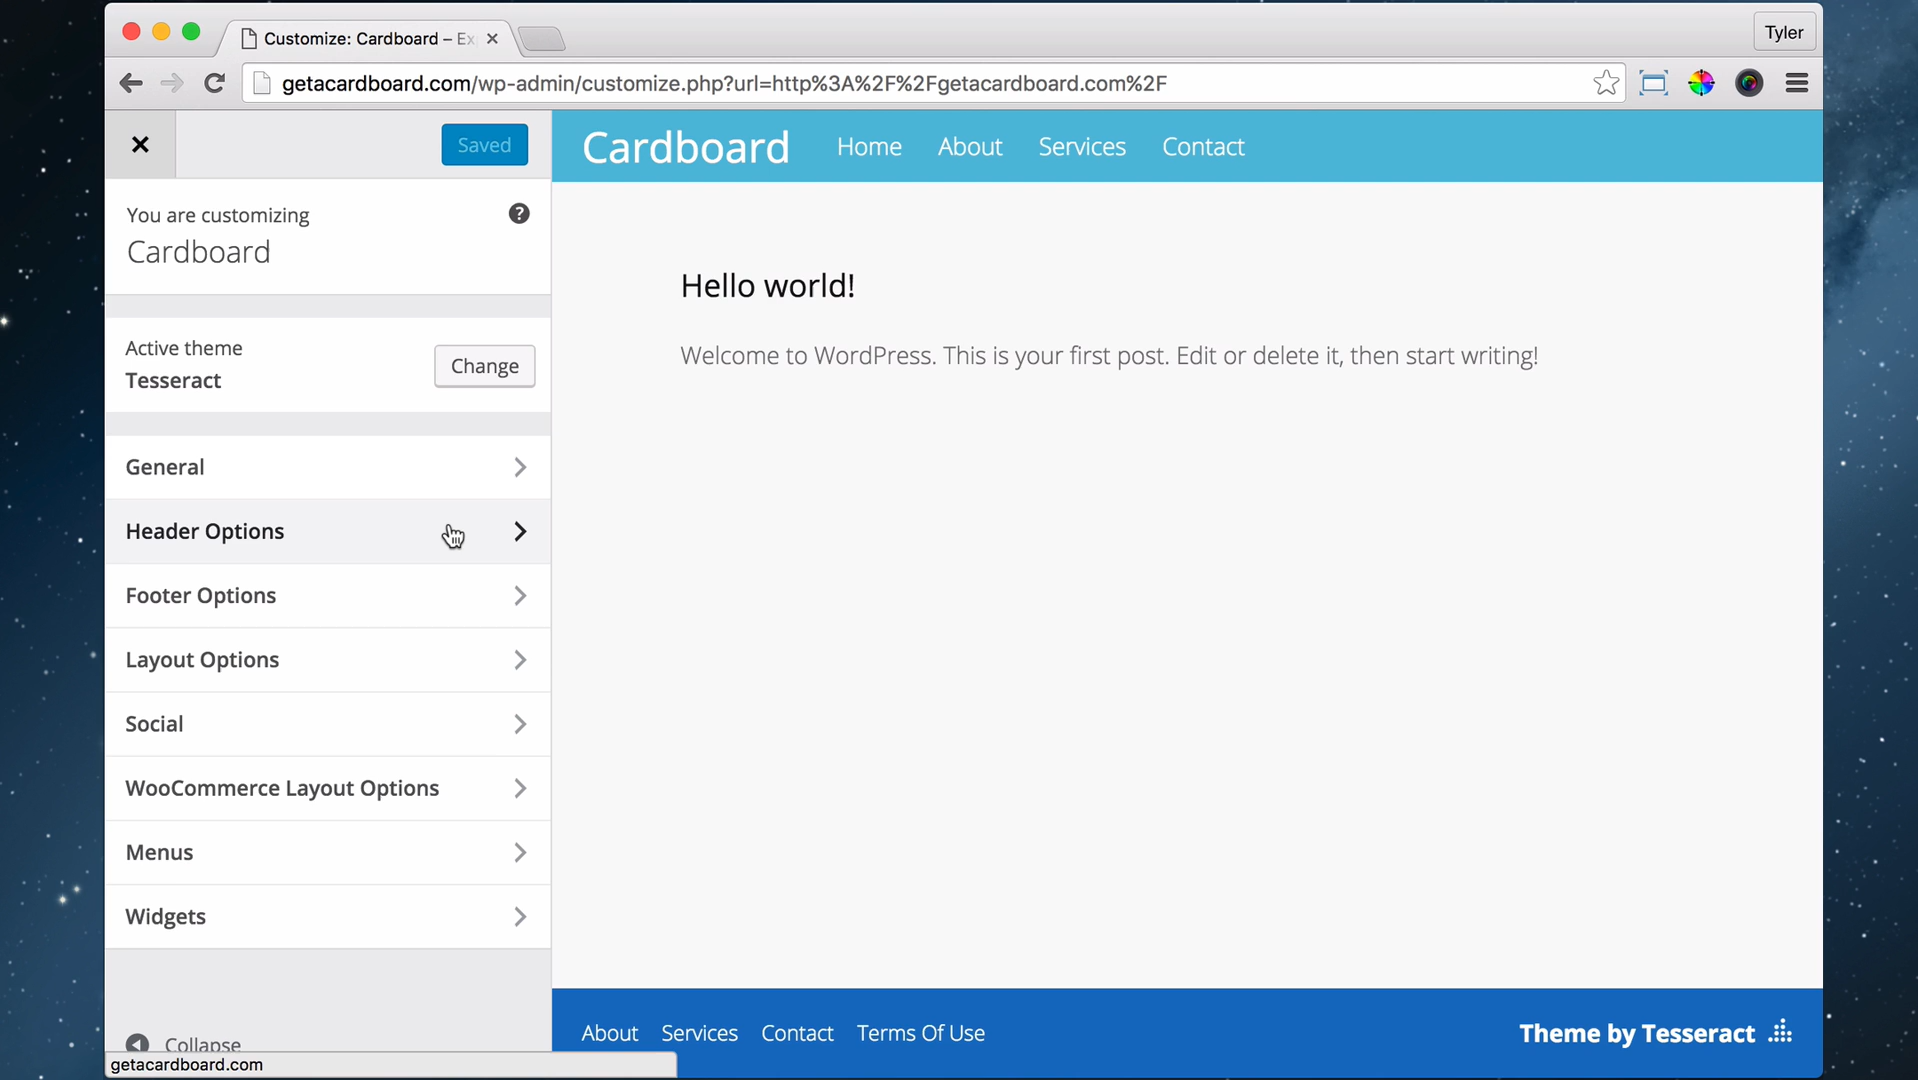 Customize: Cardboard – Ex
Tyler
getacardboard.com/wp-admin/customize.php?url=http%3A%2F%2Fgetacardboard.com%2F
Saved
You are customizing
Cardboard
Active theme
Tesseract
Change
General
Header Options
Footer Options
Layout Options
Social
WooCommerce Layout Options
Menus
Widgets
Collapse
getacardboard.com
Cardboard Home About Services Contact
Hello world!
Welcome to WordPress. This is your first post. Edit or delete it, then start writing!
About Services Contact Terms Of Use
Theme by Tesseract